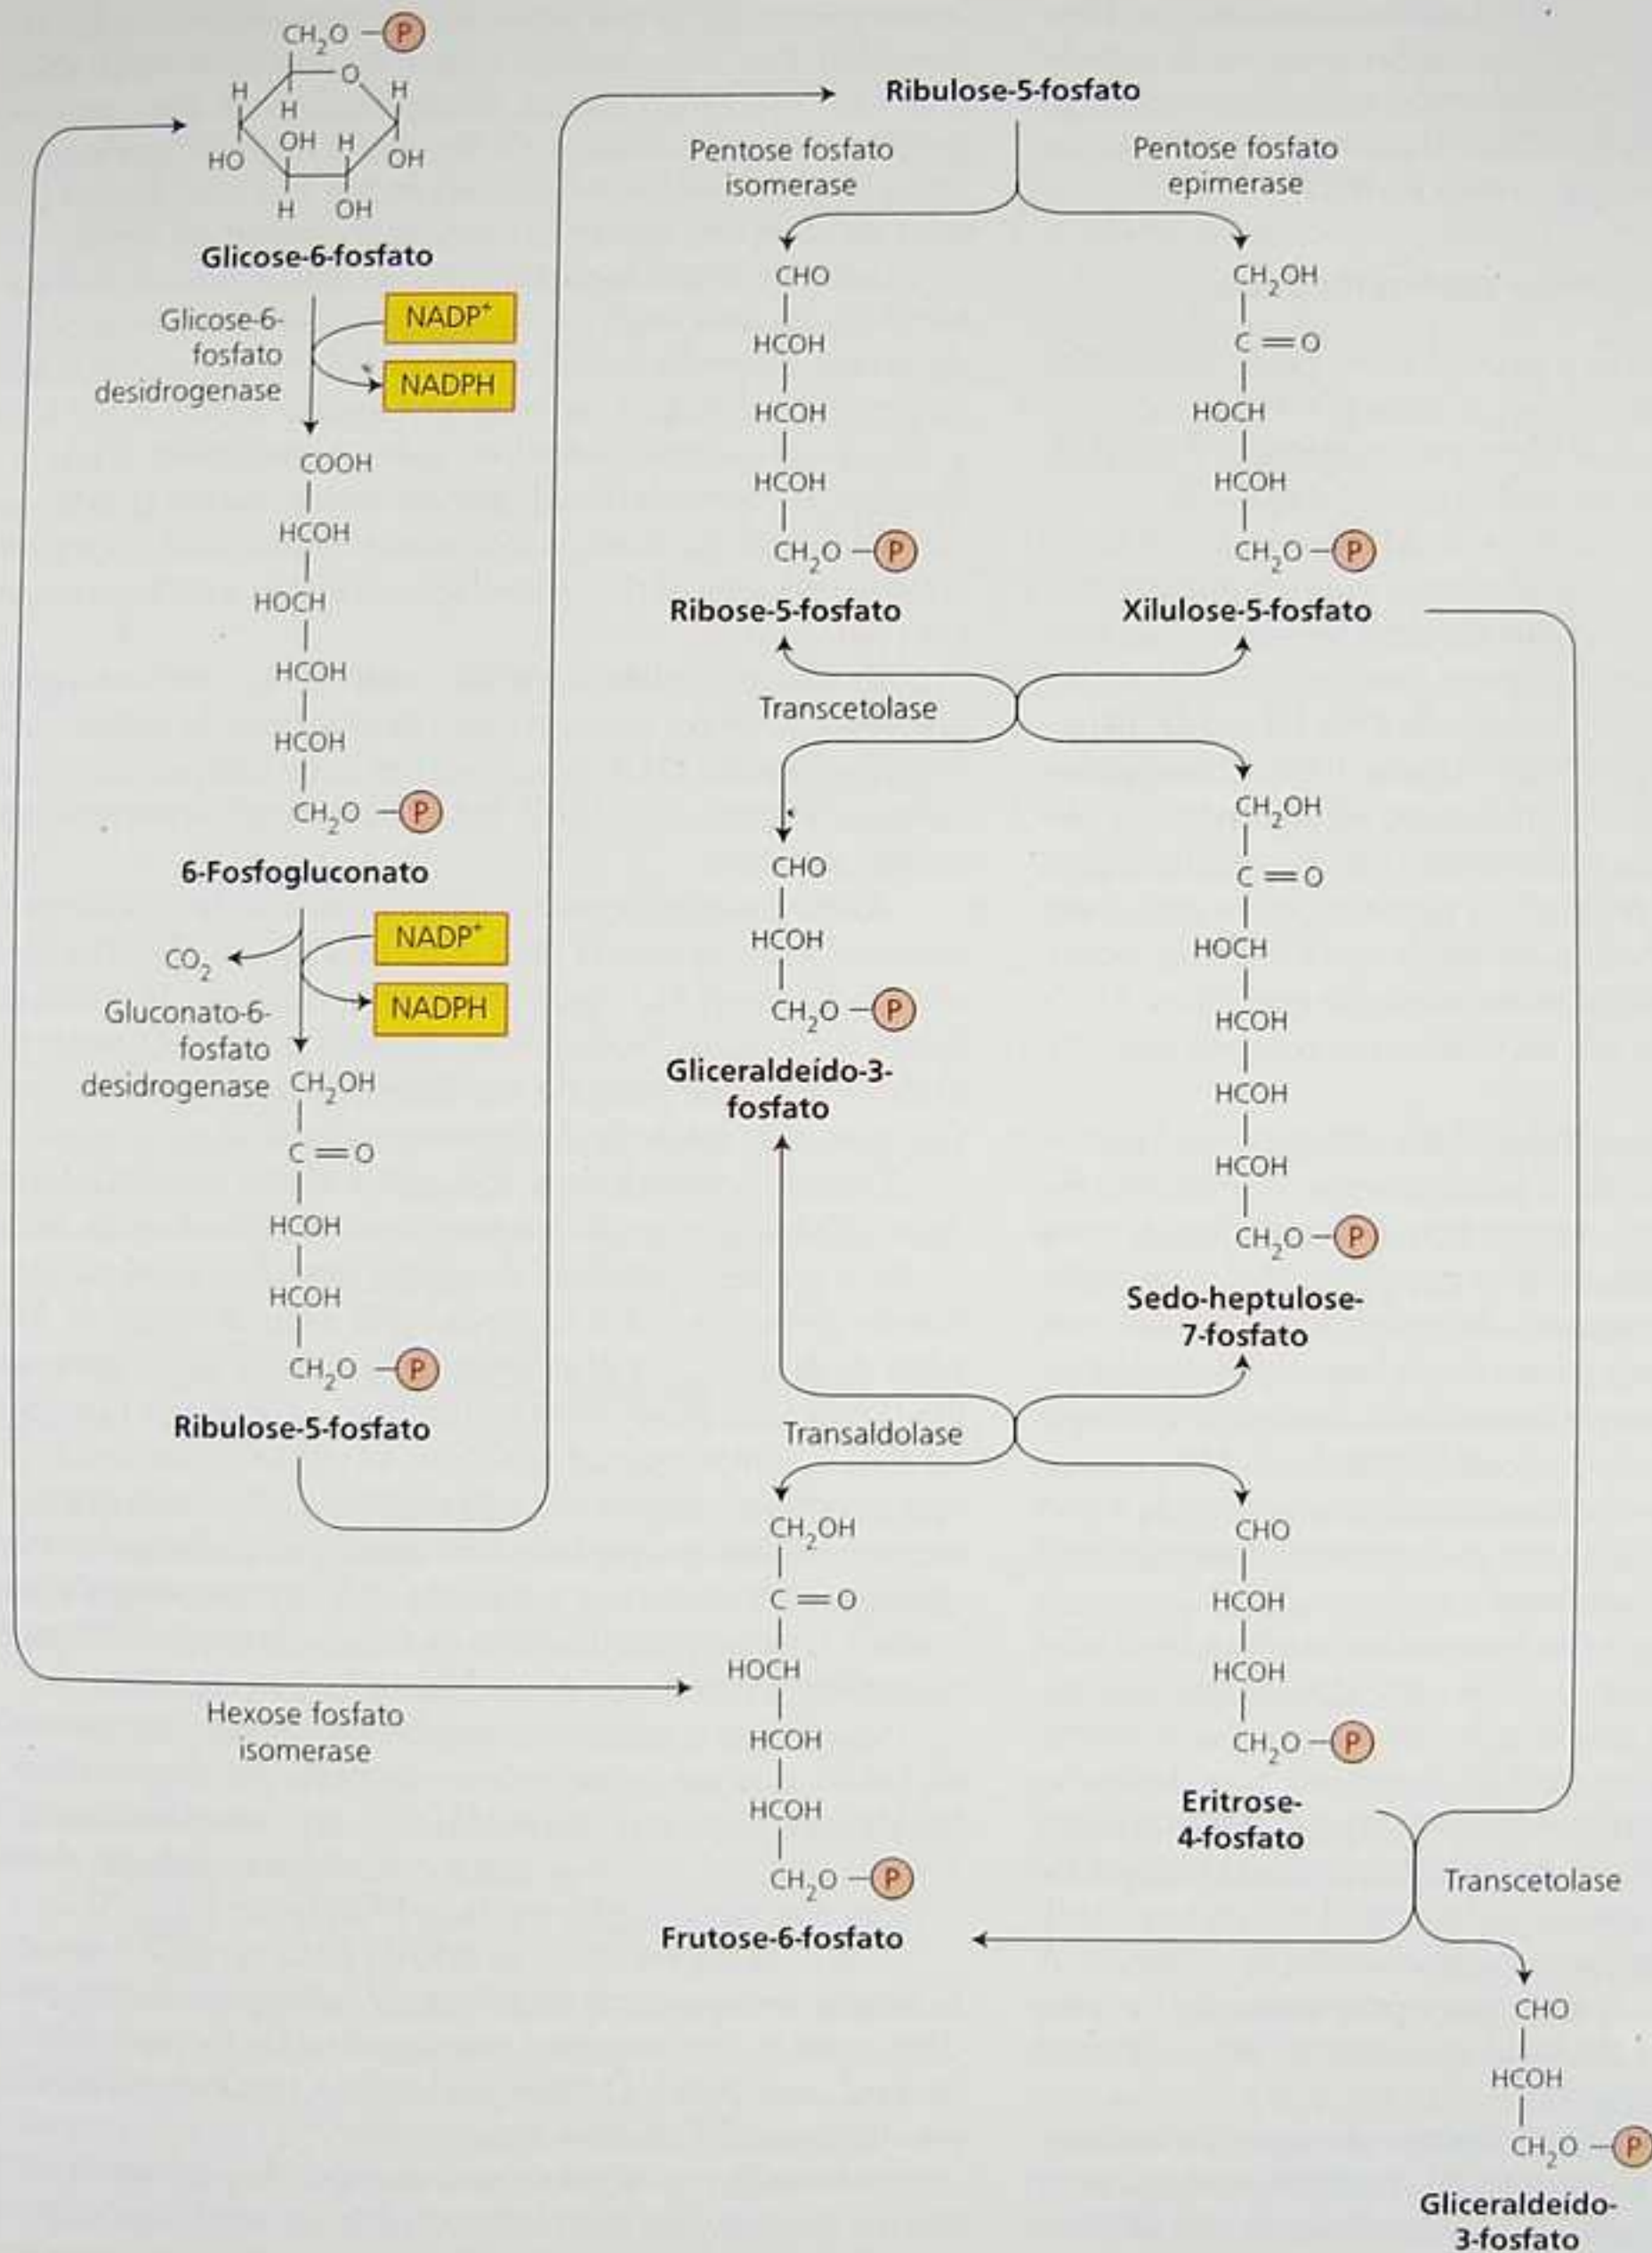 CH₂O — P
O
H
H
H
OH
H
HO
OH
H
OH
Glicose-6-fosfato
Glicose-6-
fosfato
desidrogenase
NADP⁺
NADPH
COOH
HCOH
HOCH
HCOH
HCOH
CH₂O — P
6-Fosfogluconato
NADP⁺
CO₂
NADPH
Gluconato-6-
fosfato
desidrogenase
CH₂OH
C = O
HCOH
HCOH
CH₂O — P
Ribulose-5-fosfato
Hexose fosfato
isomerase
Ribulose-5-fosfato
Pentose fosfato
isomerase
Pentose fosfato
epimerase
CHO
HCOH
HCOH
HCOH
CH₂O — P
Ribose-5-fosfato
CH₂OH
C = O
HOCH
HCOH
CH₂O — P
Xilulose-5-fosfato
Transcetolase
CHO
HCOH
CH₂O — P
Gliceraldeído-3-
fosfato
CH₂OH
C = O
HOCH
HCOH
HCOH
HCOH
CH₂O — P
Sedo-heptulose-
7-fosfato
Transaldolase
CH₂OH
C = O
HOCH
HCOH
HCOH
CH₂O — P
Frutose-6-fosfato
CHO
HCOH
HCOH
CH₂O — P
Eritrose-
4-fosfato
Transcetolase
CHO
HCOH
CH₂O — P
Gliceraldeído-
3-fosfato